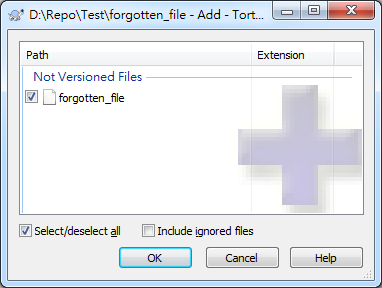 D:\Repo\Test\forgotten_file - Add - Tort...
Path Extension
Not Versioned Files
forgotten_file
Select/deselect all Include ignored files
OK Cancel Help